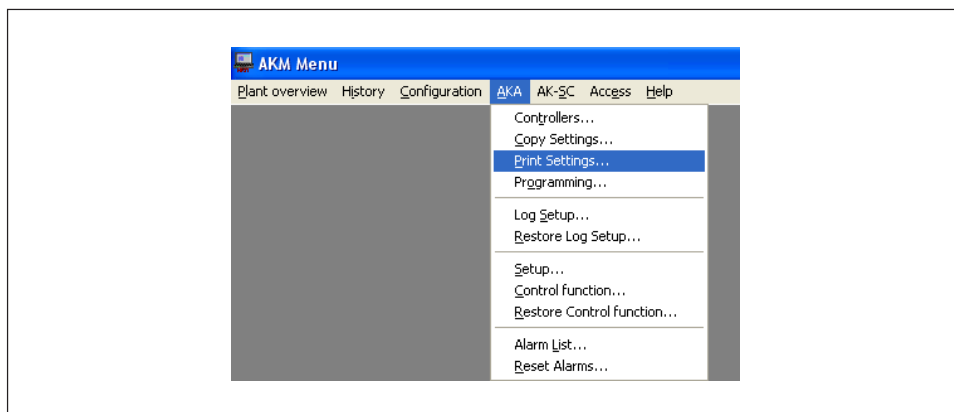 AKM Menu
Plant overview History Configuration AKA AK-SC Access Help
Controllers...
Copy Settings...
Print Settings...
Programming...
Log Setup...
Restore Log Setup...
Setup...
Control function...
Restore Control function...
Alarm List...
Reset Alarms...